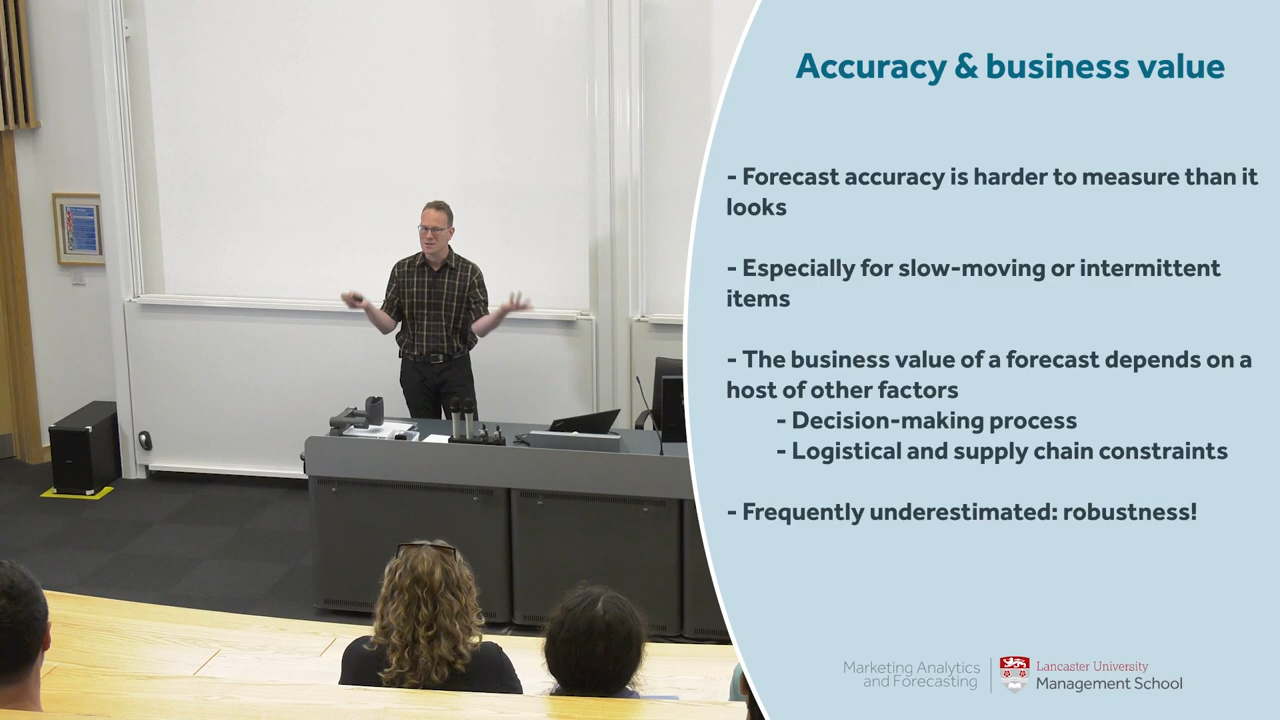 Accuracy & business value
- Forecast accuracy is harder to measure than it
looks
- Especially for slow-moving or intermittent
items
- The business value of a forecast depends on a
host of other factors
- Decision-making process
- Logistical and supply chain constraints
- Frequently underestimated: robustness!
Marketing Analytics
and Forecasting
Lancaster University
Management School